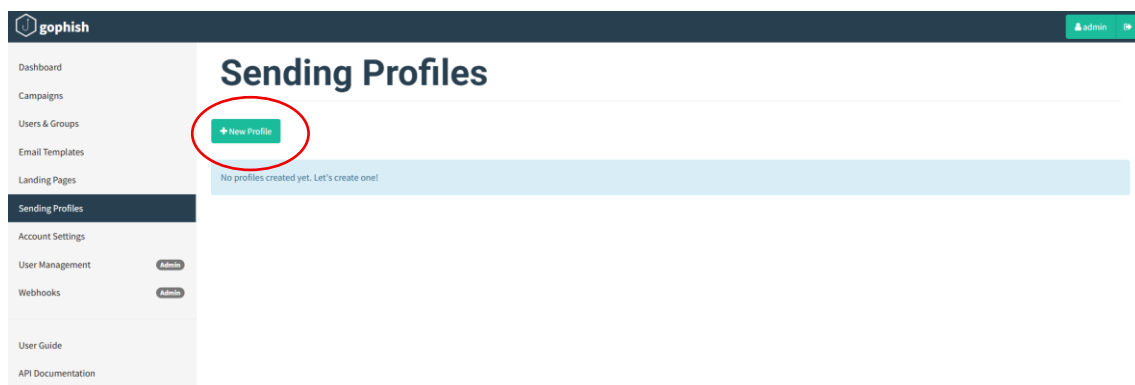 gophish
admin
Dashboard
Campaigns
Users & Groups
Email Templates
Landing Pages
Sending Profiles
Account Settings
User Management Admin
Webhooks Admin
User Guide
API Documentation
Sending Profiles
+ New Profile
No profiles created yet. Let's create one!